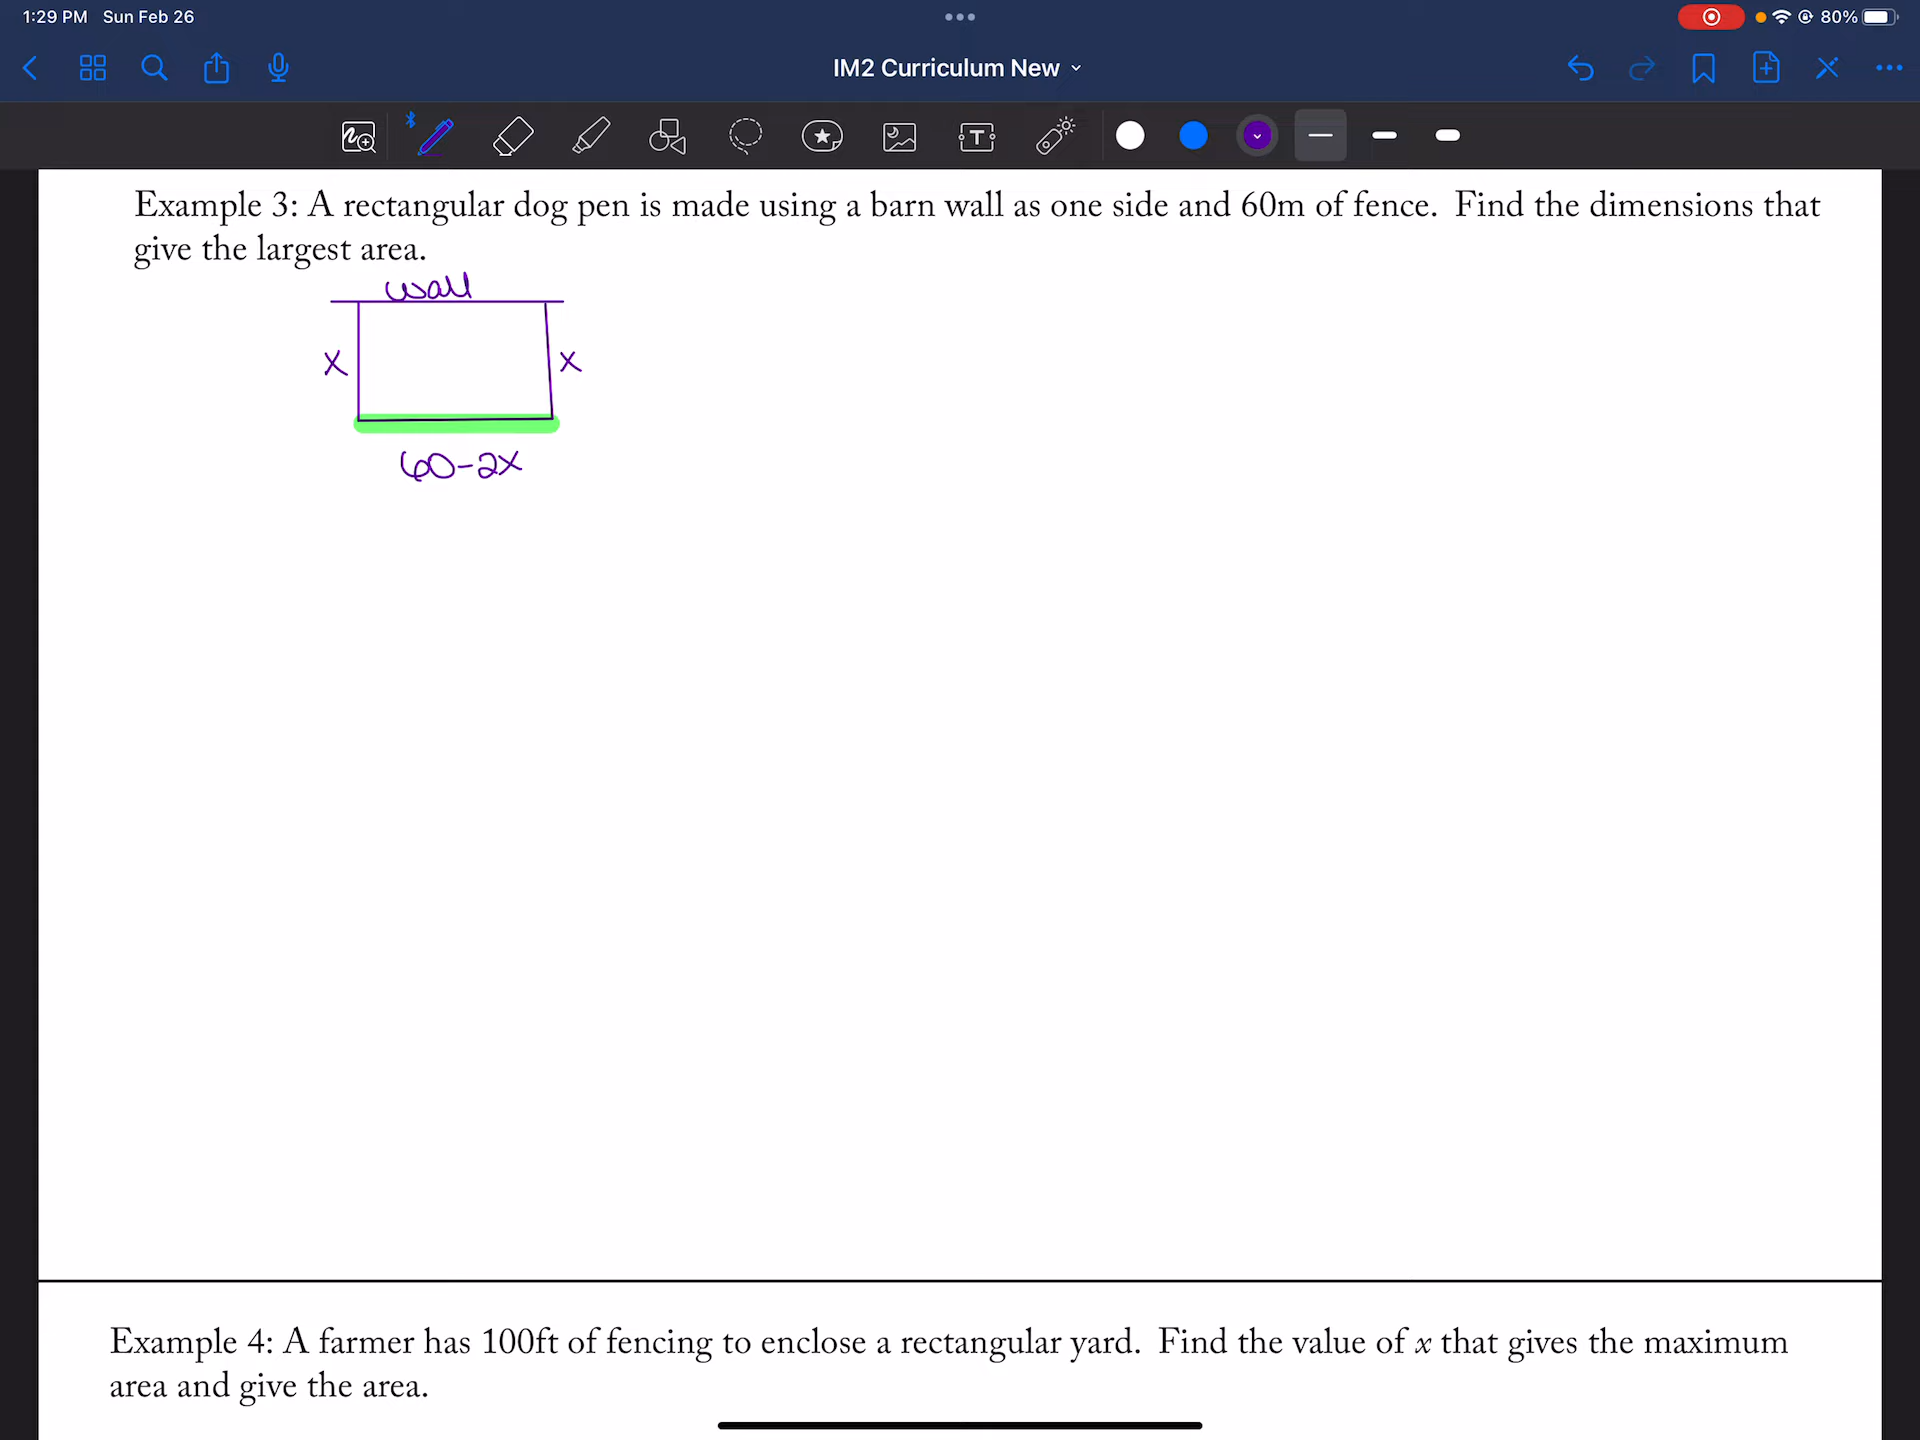 1:29 PM Sun Feb 26
80%
IM2 Curriculum New
T
Example 3: A rectangular dog pen is made using a barn wall as one side and 60m of fence. Find the dimensions that
give the largest area.
wall
x x
60-2x
Example 4: A farmer has 100ft of fencing to enclose a rectangular yard. Find the value of x that gives the maximum
area and give the area.